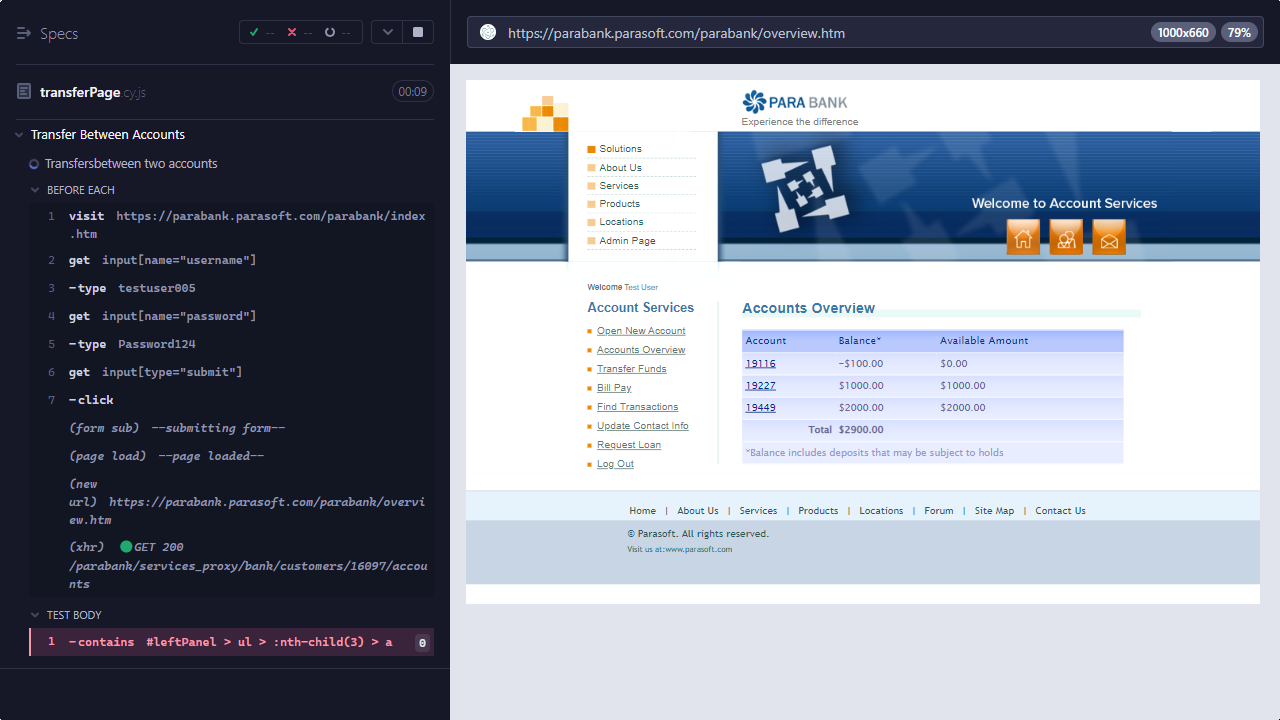 Specs
-- -- --
transferPage.cy.js 00:09
Transfer Between Accounts
Transfersbetween two accounts
BEFORE EACH
1 visit https://parabank.parasoft.com/parabank/index
.htm
2 get input[name="username"]
3 -type testuser005
4 get input[name="password"]
5 -type Password124
6 get input[type="submit"]
7 -click
(form sub) --submitting form--
(page load) --page loaded--
(new
url) https://parabank.parasoft.com/parabank/overvi
ew.htm
(xhr) GET 200
/parabank/services_proxy/bank/customers/16097/accou
nts
TEST BODY
1 -contains #leftPanel > ul > :nth-child(3) > a 0
https://parabank.parasoft.com/parabank/overview.htm 1000x660 79%
PARA BANK
Experience the difference
Solutions
About Us
Services
Products
Locations
Admin Page
Welcome to Account Services
Welcome Test User
Account Services
Open New Account
Accounts Overview
Transfer Funds
Bill Pay
Find Transactions
Update Contact Info
Request Loan
Log Out
Accounts Overview
Account Balance* Available Amount
19116 -$100.00 $0.00
19227 $1000.00 $1000.00
19449 $2000.00 $2000.00
Total $2900.00
*Balance includes deposits that may be subject to holds
Home | About Us | Services | Products | Locations | Forum | Site Map | Contact Us
© Parasoft. All rights reserved.
Visit us at:www.parasoft.com